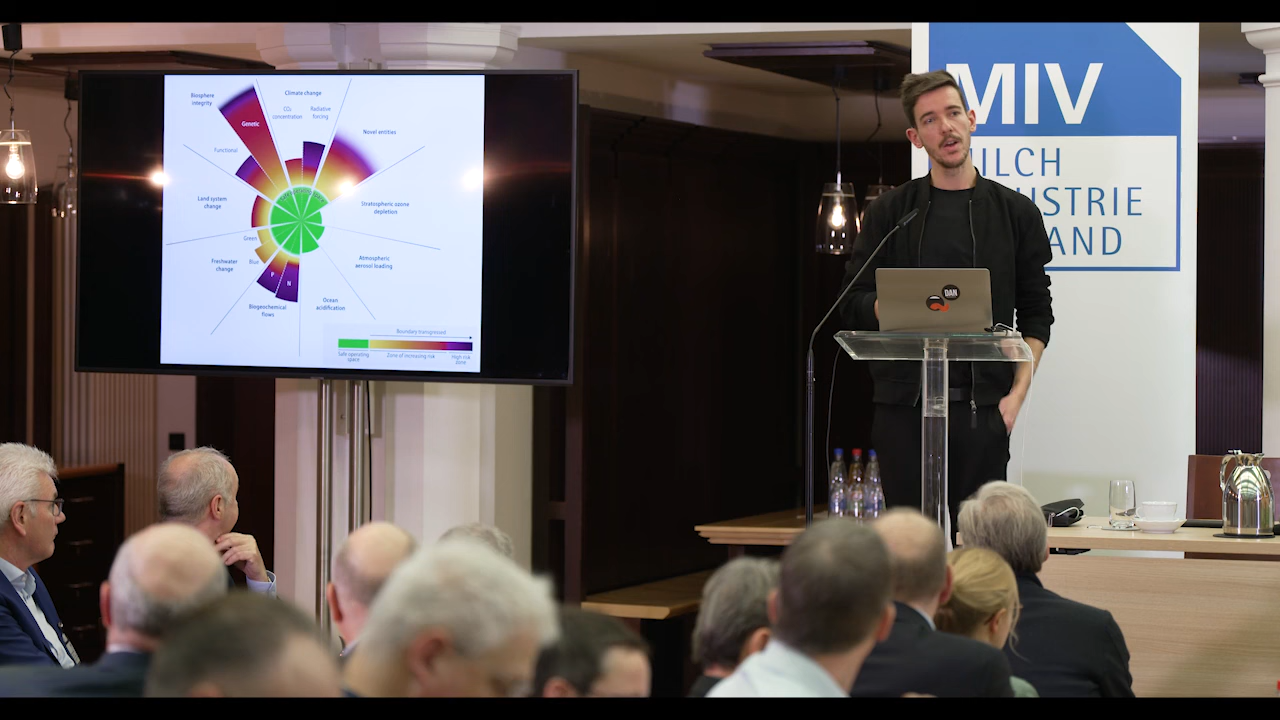 Biosphere
integrity
Climate change
CO₂
concentration
Radiative
forcing
Genetic
Novel entities
Functional
Land system
change
Stratospheric ozone
depletion
Green
Blue
Freshwater
change
Atmospheric
aerosol loading
P
N
Biogeochemical
flows
Ocean
acidification
Boundary transgressed
Safe operating
space
Zone of increasing risk
High risk
zone
MIV
ILCH
STRIE
AND
DAN